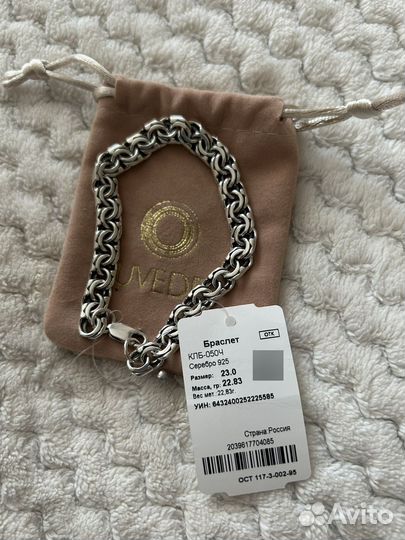 UVEDI
Браслет
ОТК
КЛБ-050Ч
Серебро 925
Размер: 23.0
Масса, гр: 22.83
Вес мет.:22,83г
УИН: 6432400252225585
Страна Россия
2039817704085
ОСТ 117-3-002-95
Avito